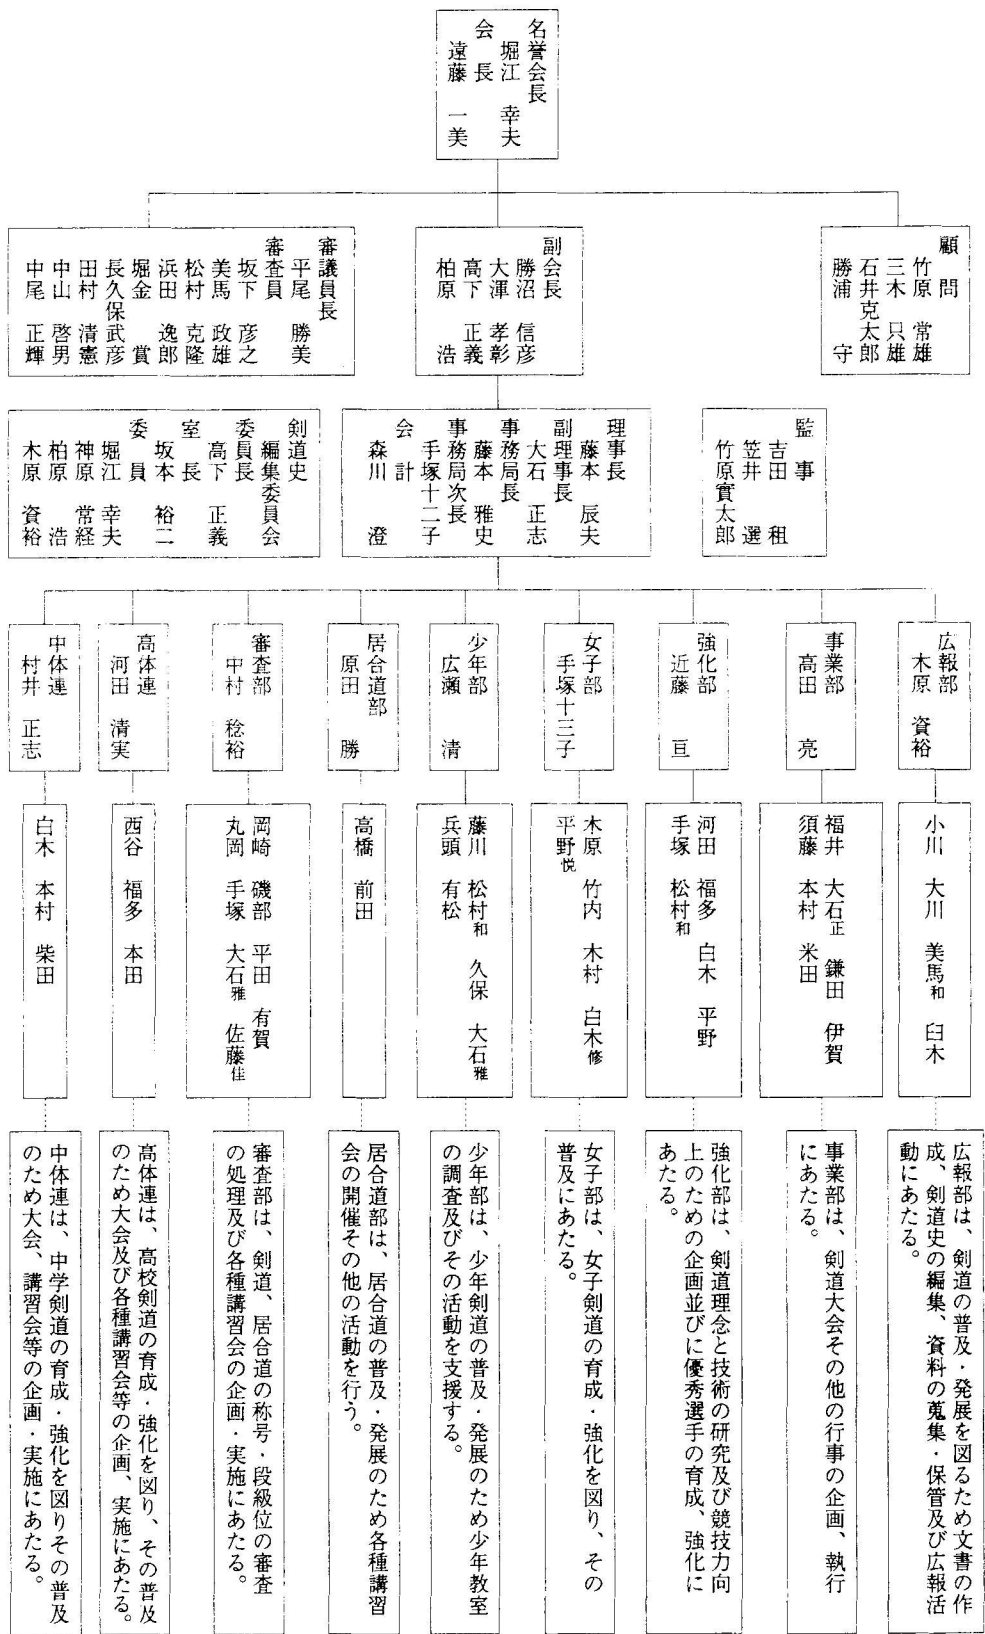 名誉会長
堀江 幸夫
会長
遠藤 一美
顧問
竹原 常雄
三木 只雄
石井克太郎
勝浦 守
副会長
勝沼 信彦
大渾 孝彰
高下 正義
柏原 浩
審議員長
平尾 勝美
審査員
坂下 彦之
美馬 政雄
松村 克隆
浜田 逸郎
堀金 賞
長久保武彦
田村 清憲
中山 啓男
中尾 正輝
監事
吉田 租
笠井 選
竹原實太郎
理事長
藤本 辰夫
副理事長
大石 正志
事務局長
藤本 雅史
事務局次長
手塚十二子
会計
森川 澄
剣道史
編集委員会
委員長
高下 正義
室長
坂本 裕二
委員
堀江 幸夫
神原 常経
柏原 浩
木原 資裕
広報部
木原 資裕
小川 大川 美馬和 臼木
広報部は、剣道の普及・発展を図るため文書の作
成、剣道史の編集、資料の蒐集・保管及び広報活
動にあたる。
事業部
高田 亮
福井 大石正 鎌田 伊賀
須藤 本村 米田
事業部は、剣道大会その他の行事の企画、執行
にあたる。
強化部
近藤 亘
河田 福多 白木 平野
手塚 松村和
強化部は、剣道理念と技術の研究及び競技力向
上のための企画並びに優秀選手の育成、強化に
あたる。
女子部
手塚十三子
木原 竹内 木村 白木修
平野悦
女子部は、女子剣道の育成・強化を図り、その
普及にあたる。
少年部
広瀬 清
藤川 松村和 久保 大石雅
兵頭 有松
少年部は、少年剣道の普及・発展のため少年教室
の調査及びその活動を支援する。
居合道部
原田 勝
高橋 前田
居合道部は、居合道の普及・発展のため各種講習
会の開催その他の活動を行う。
審査部
中村 稔裕
岡崎 磯部 平田 有賀
丸岡 手塚 大石雅 佐藤佳
審査部は、剣道、居合道の称号・段級位の審査
の処理及び各種講習会の企画・実施にあたる。
高体連
河田 清実
西谷 福多 本田
高体連は、高校剣道の育成・強化を図り、その普及
のため大会及び各種講習会等の企画、実施にあたる。
中体連
村井 正志
白木 本村 柴田
中体連は、中学剣道の育成・強化を図りその普及
のため大会、講習会等の企画・実施にあたる。